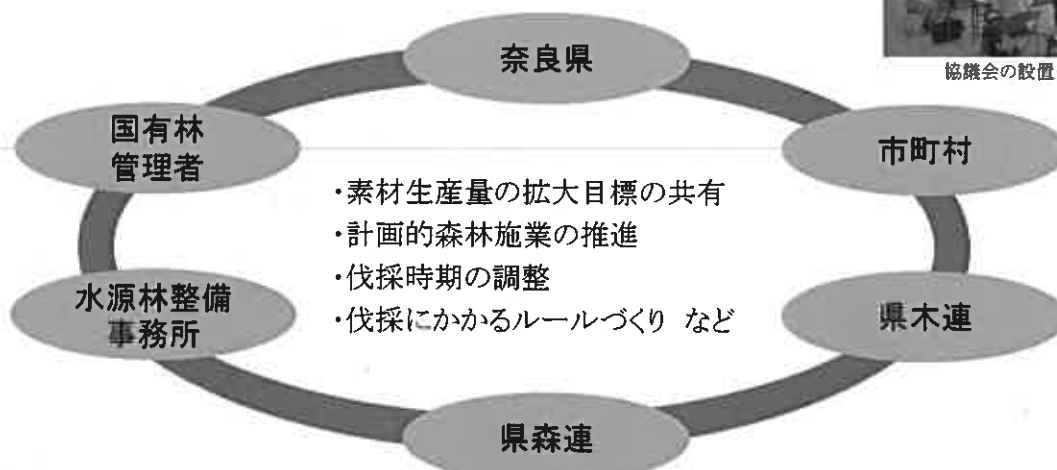 奈良県
協議会の設置
国有林
管理者
市町村
・素材生産量の拡大目標の共有
・計画的森林施業の推進
・伐採時期の調整
・伐採にかかるルールづくり など
水源林整備
事務所
県木連
県森連